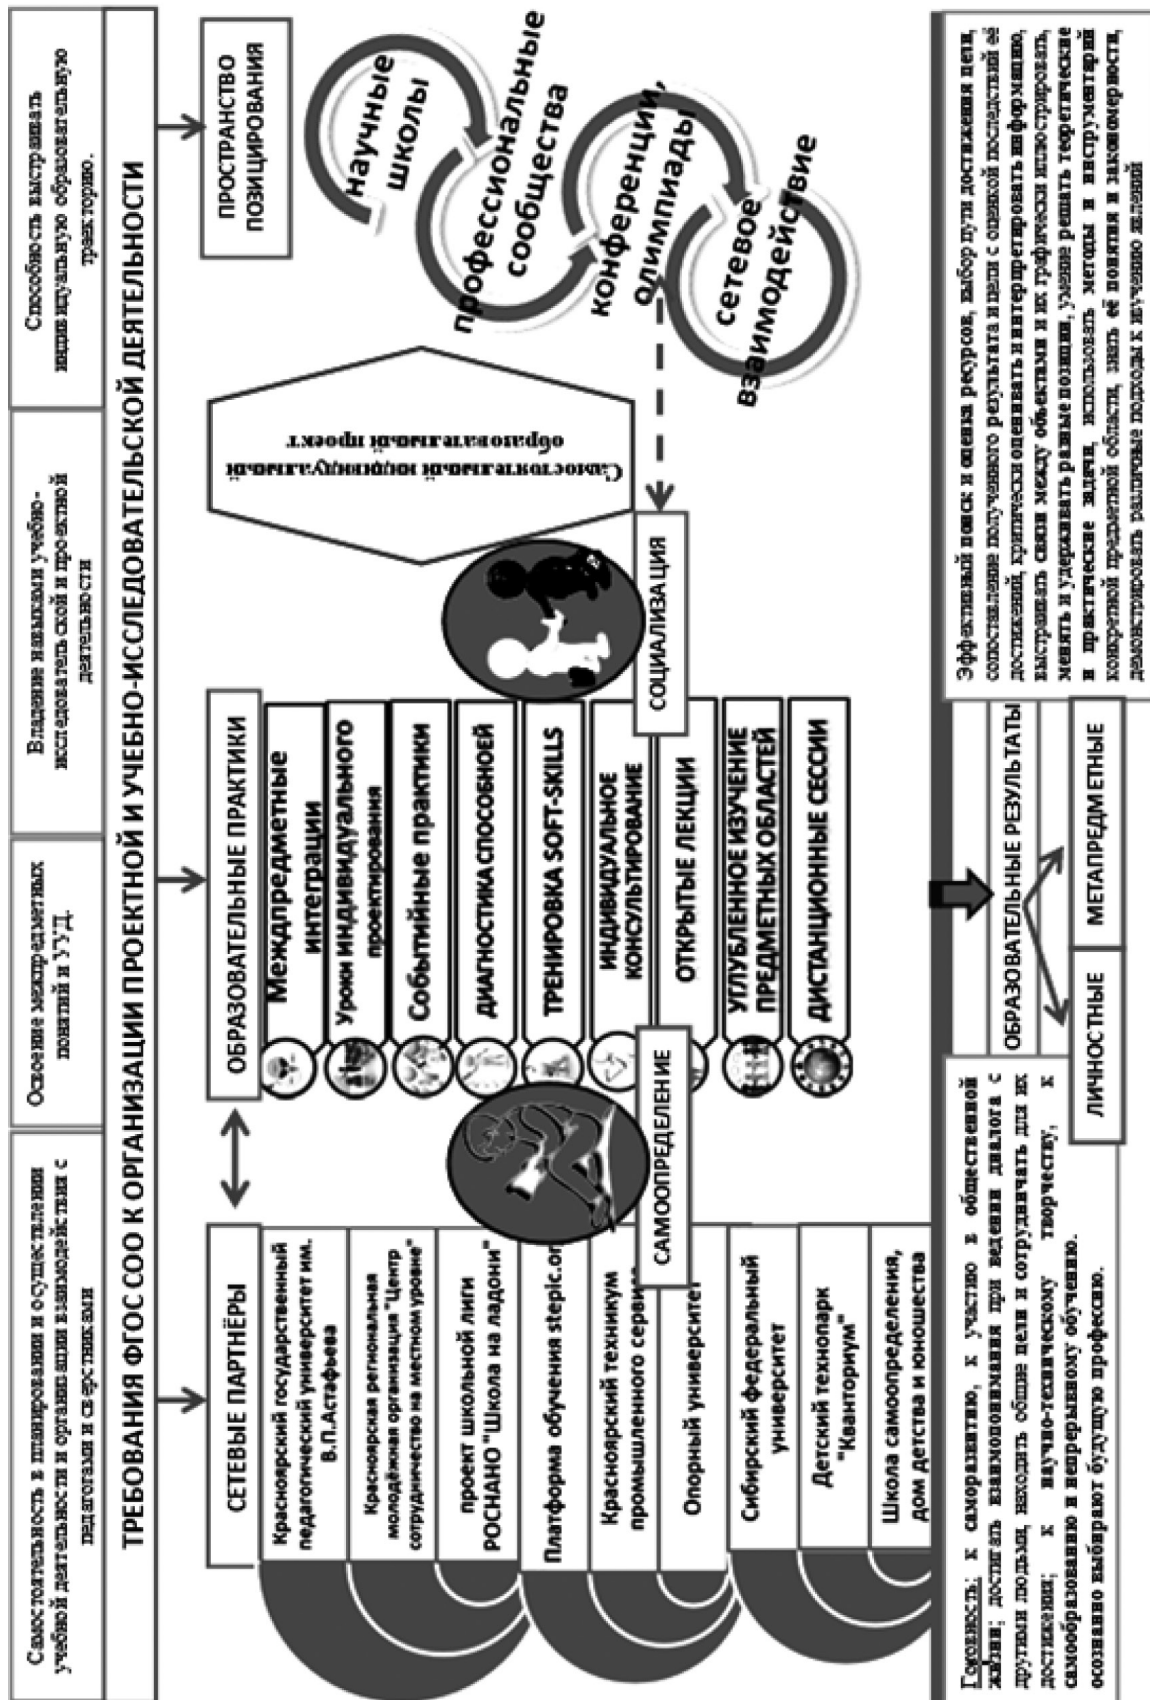 Самостоятельность в планировании и осуществлении
учебной деятельности и организации взаимодействия с
педагогами и сверстниками
Освоение межпредметных
понятий и УУД.
Владение навыками учебно-
исследовательской и проектной
деятельности
Способность выстраивать
индивидуальную образовательную
траекторию.
ТРЕБОВАНИЯ ФГОС СОО К ОРГАНИЗАЦИИ ПРОЕКТНОЙ И УЧЕБНО-ИССЛЕДОВАТЕЛЬСКОЙ ДЕЯТЕЛЬНОСТИ
СЕТЕВЫЕ ПАРТНЁРЫ
Красноярский государственный
педагогический университет им.
В.П.Астафьева
Красноярская региональная
молодёжная организация "Центр
сотрудничество на местном уровне"
проект школьной лиги
РОСНАНО "Школа на ладони"
Платформа обучения stepic.or
Красноярский техникум
промышленного сервис
Опорный университет
Сибирский федеральный
университет
Детский технопарк
"Кванториум"
Школа самоопределения,
дом детства и юношества
САМООПРЕДЕЛЕНИЕ
ОБРАЗОВАТЕЛЬНЫЕ ПРАКТИКИ
Междпредметные
интеграции
Уроки индивидуального
проектирования
Событийные практики
ДИАГНОСТИКА СПОСОБНОЕЙ
ТРЕНИРОВКА SOFT-SKILLS
ИНДИВИДУАЛЬНОЕ
КОНСУЛЬТИРОВАНИЕ
ОТКРЫТЫЕ ЛЕКЦИИ
УГЛУБЛЕННОЕ ИЗУЧЕНИЕ
ПРЕДМЕТНЫХ ОБЛАСТЕЙ
ДИСТАНЦИОННЫЕ СЕССИИ
СОЦИАЛИЗАЦИЯ
Самостоятельный индивидуальный
образовательный проект
ПРОСТРАНСТВО
ПОЗИЦИРОВАНИЯ
научные
школы
профессиональные
сообщества
конференции,
олимпиады
сетевое
взаимодействие
Готовность: к саморазвитию, к участию в общественной
жизни; достигать взаимопонимания при ведении диалога с
другими людьми, находить общие цели и сотрудничать для их
достижения; к научно-техническому творчеству, к
самообразованию и непрерывному обучению.
осознанно выбирают будущую профессию.
ОБРАЗОВАТЕЛЬНЫЕ РЕЗУЛЬТАТЫ
ЛИЧНОСТНЫЕ
МЕТАПРЕДМЕТНЫЕ
Эффективный поиск и оценка ресурсов, выбор пути достижения цели,
сопоставление полученного результата и цели с оценкой последствий её
достижений, критически оценивать и интерпретировать информацию,
выстраивать связи между объектами и их графически иллюстрировать,
менять и удерживать разные позиции, умение решать теоретические
и практические задачи, использовать методы и инструментарий
конкретной предметной области, знать её понятия и закономерности,
демонстрировать различные подходы к изучению явлений